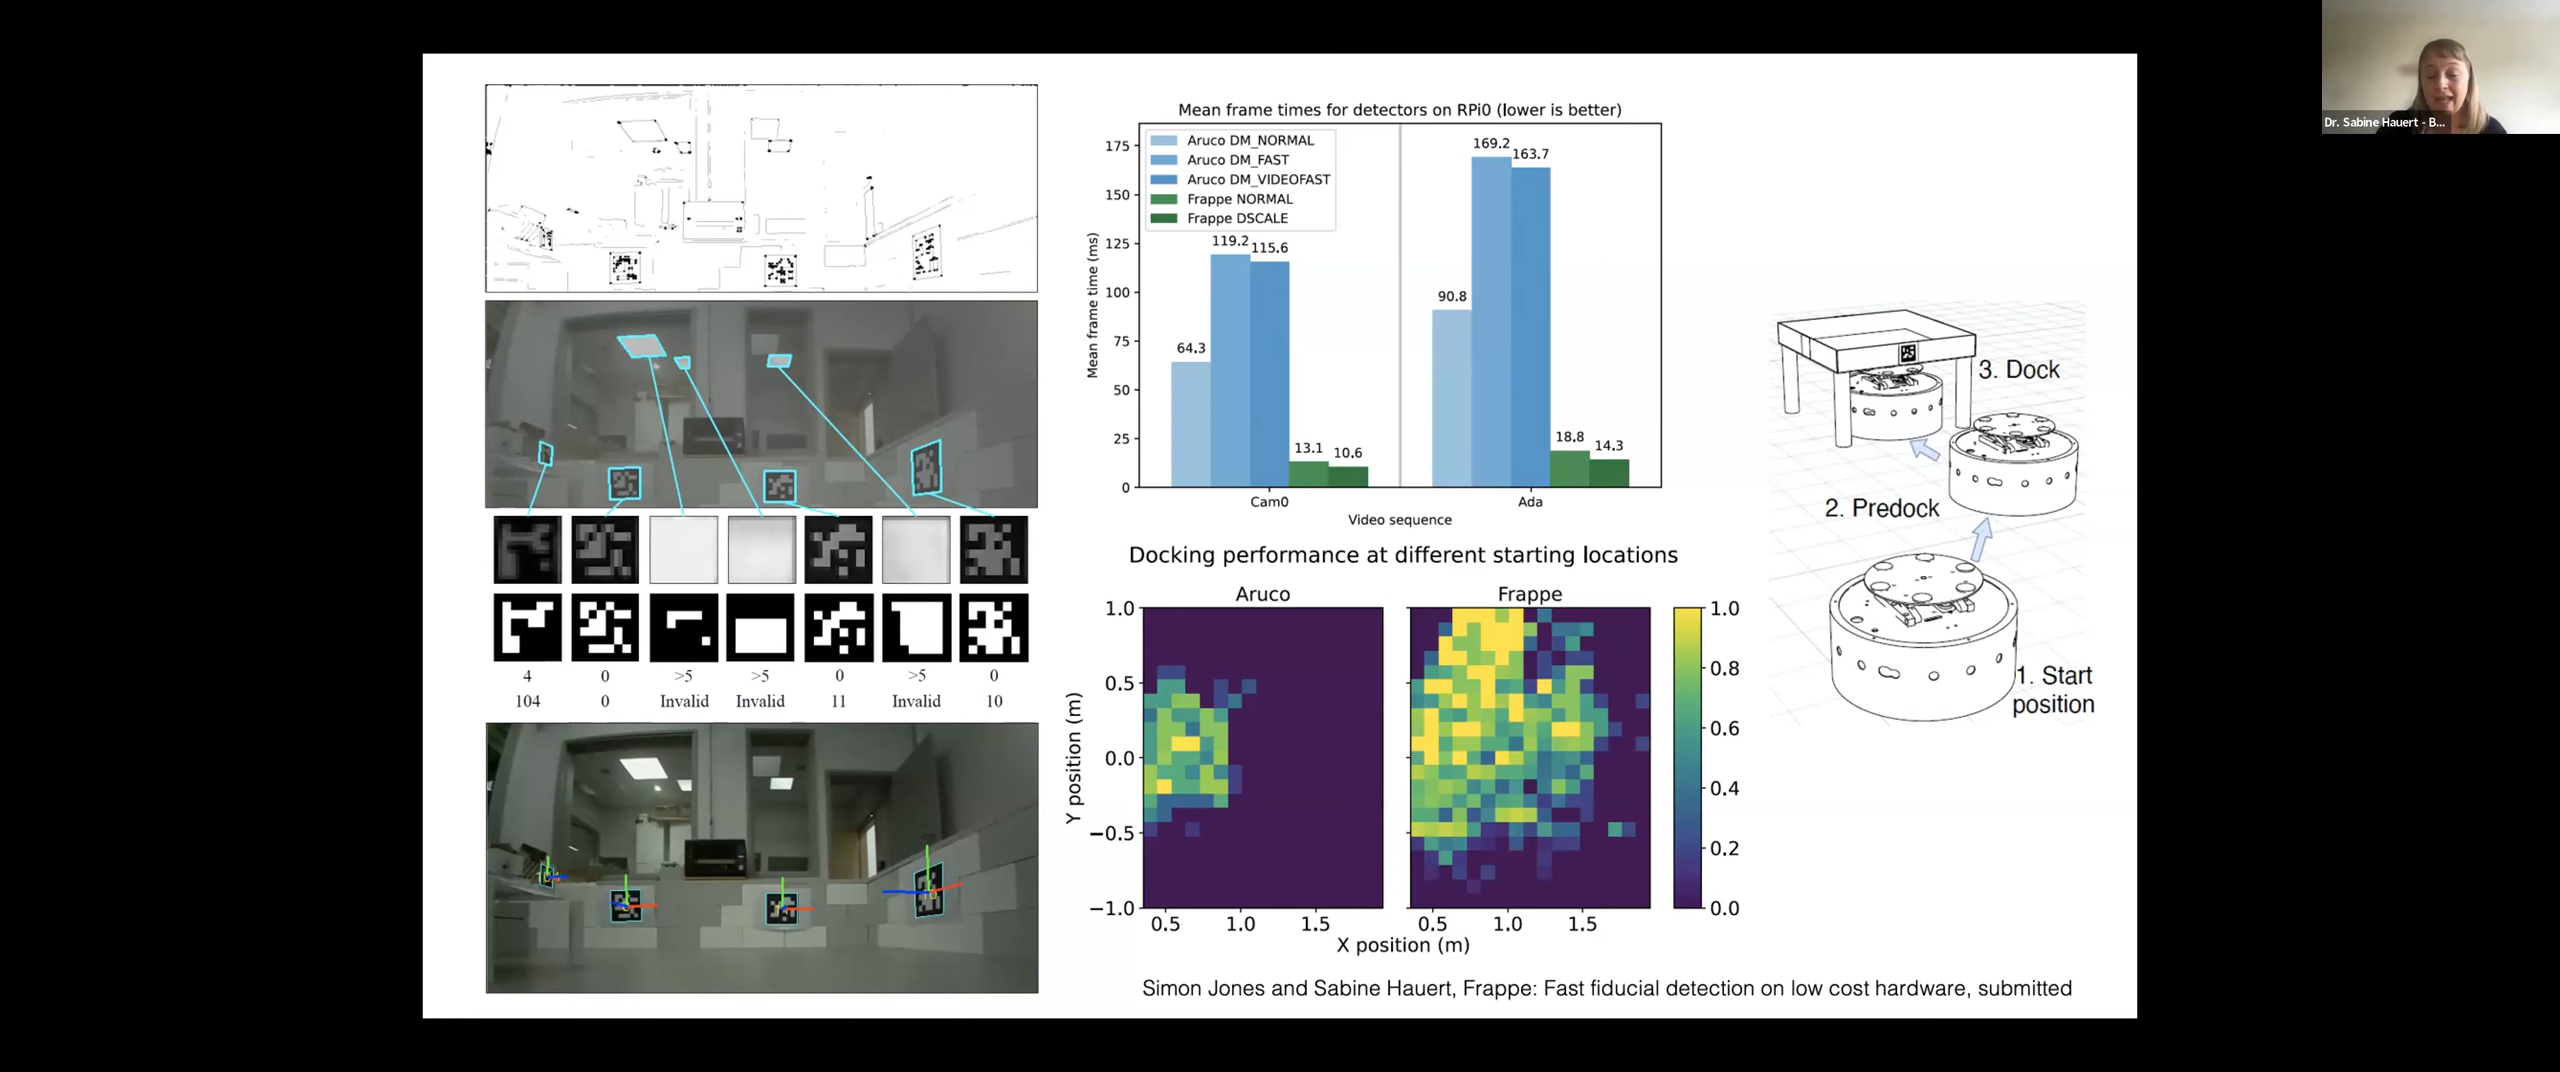 Dr. Sabine Hauert - B...
4 0 >5 >5 0 >5 0
104 0 Invalid Invalid 11 Invalid 10
Mean frame times for detectors on RPi0 (lower is better)
Mean frame time (ms)
175
150
125
100
75
50
25
0
Aruco DM_NORMAL
Aruco DM_FAST
Aruco DM_VIDEOFAST
Frappe NORMAL
Frappe DSCALE
64.3
119.2
115.6
13.1
10.6
90.8
169.2
163.7
18.8
14.3
Cam0 Ada
Video sequence
Docking performance at different starting locations
Aruco Frappe
Y position (m)
1.0
0.5
0.0
−0.5
−1.0
0.5 1.0 1.5 0.5 1.0 1.5
X position (m)
1.0
0.8
0.6
0.4
0.2
0.0
3. Dock
2. Predock
1. Start
position
Simon Jones and Sabine Hauert, Frappe: Fast fiducial detection on low cost hardware, submitted